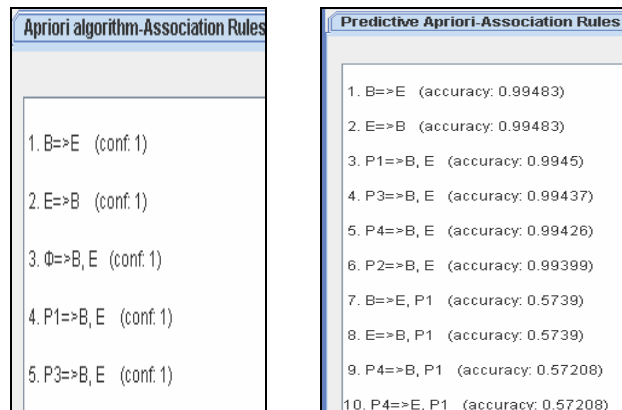 Apriori algorithm-Association Rules
1. B=>E (conf: 1)
2. E=>B (conf: 1)
3. Φ=>B, E (conf: 1)
4. P1=>B, E (conf: 1)
5. P3=>B, E (conf: 1)
Predictive Apriori-Association Rules
1. B=>E (accuracy: 0.99483)
2. E=>B (accuracy: 0.99483)
3. P1=>B, E (accuracy: 0.9945)
4. P3=>B, E (accuracy: 0.99437)
5. P4=>B, E (accuracy: 0.99426)
6. P2=>B, E (accuracy: 0.99399)
7. B=>E, P1 (accuracy: 0.5739)
8. E=>B, P1 (accuracy: 0.5739)
9. P4=>B, P1 (accuracy: 0.57208)
10. P4=>E, P1 (accuracy: 0.57208)